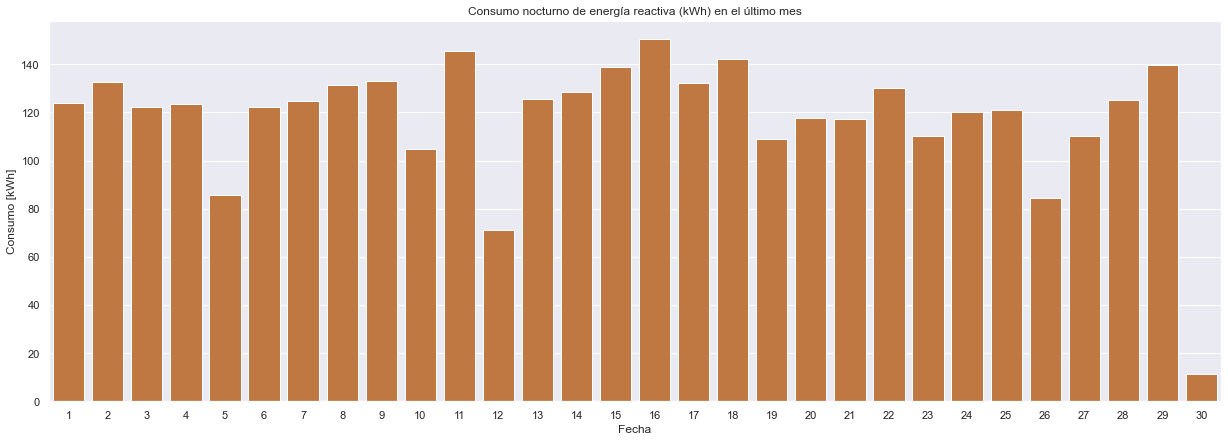 Consumo nocturno de energía reactiva (kWh) en el último mes
Consumo [kWh]
140
120
100
80
60
40
20
0
1 2 3 4 5 6 7 8 9 10 11 12 13 14 15 16 17 18 19 20 21 22 23 24 25 26 27 28 29 30
Fecha